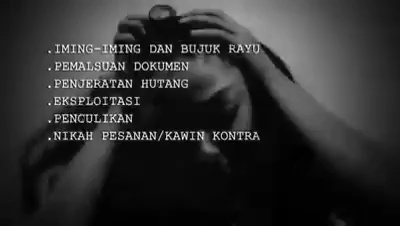 .IMING-IMING DAN BUJUK RAYU
.PEMALSUAN DOKUMEN
.PENJERATAN HUTANG
.EKSPLOITASI
.PENCULIKAN
.NIKAH PESANAN/KAWIN KONTRA